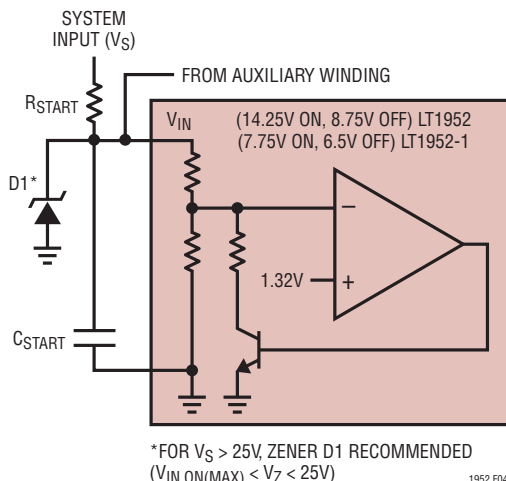 SYSTEM
INPUT (VS)
FROM AUXILIARY WINDING
RSTART
VIN
(14.25V ON, 8.75V OFF) LT1952
(7.75V ON, 6.5V OFF) LT1952-1
D1*
−
1.32V
+
CSTART
*FOR VS > 25V, ZENER D1 RECOMMENDED
(VIN ON(MAX) < VZ < 25V)
1952 F04